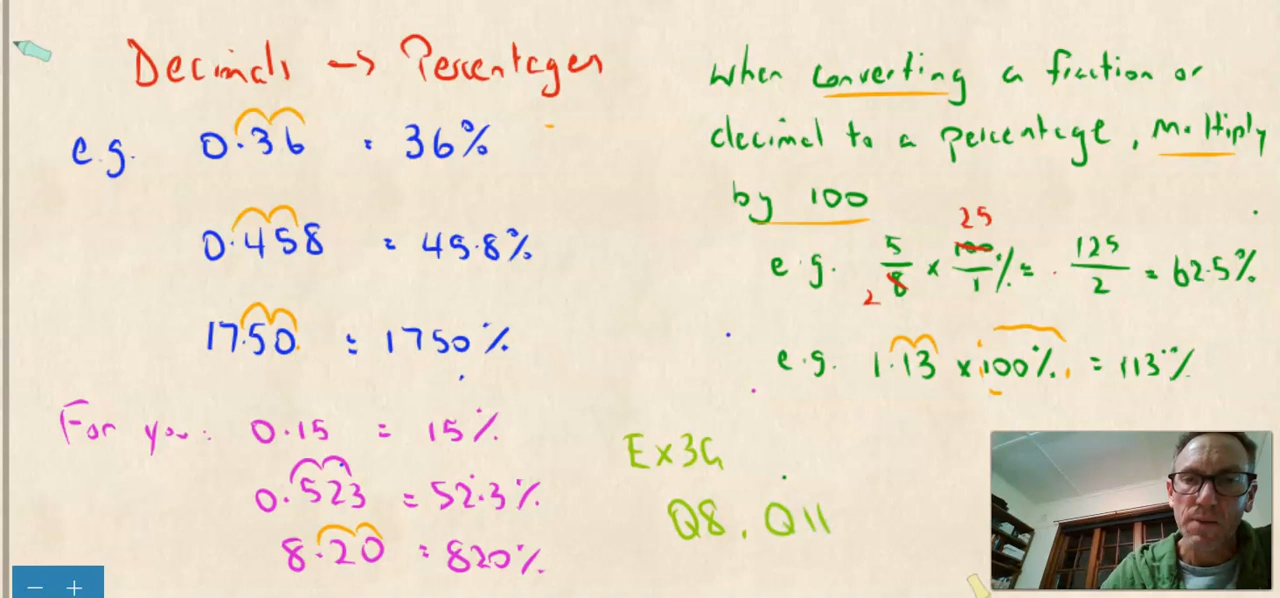 Decimals -> Percentages
e.g. 0.36 = 36%
0.458 = 45.8%
17.50 = 1750%
For you: 0.15 = 15%
0.523 = 52.3%
8.20 = 820%
When converting a fraction or
decimal to a percentage, Multiply
by 100
25
e.g. 5/8 × 100/1 % = 125/2 = 62.5%
2
e.g. 1.13 × 100% = 113%
Ex 3G
Q8, Q11
− +